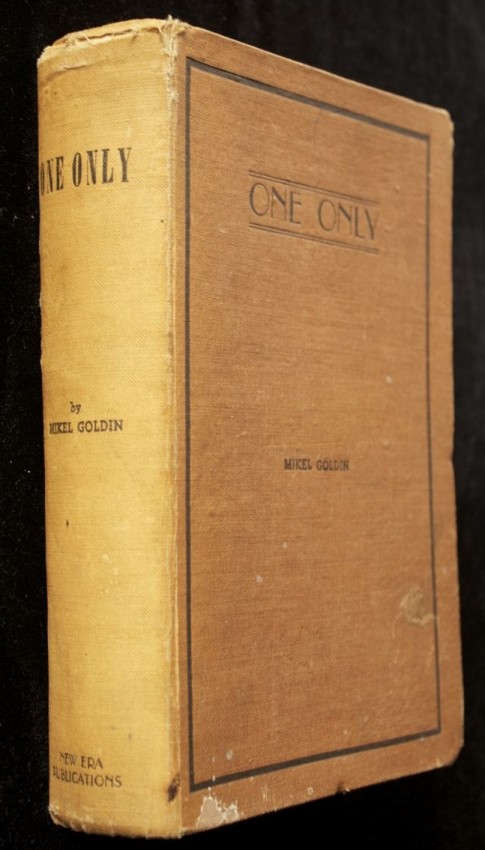 ONE ONLY
by
MIKEL GOLDIN
NEW ERA
PUBLICATIONS
ONE ONLY
MIKEL GOLDIN